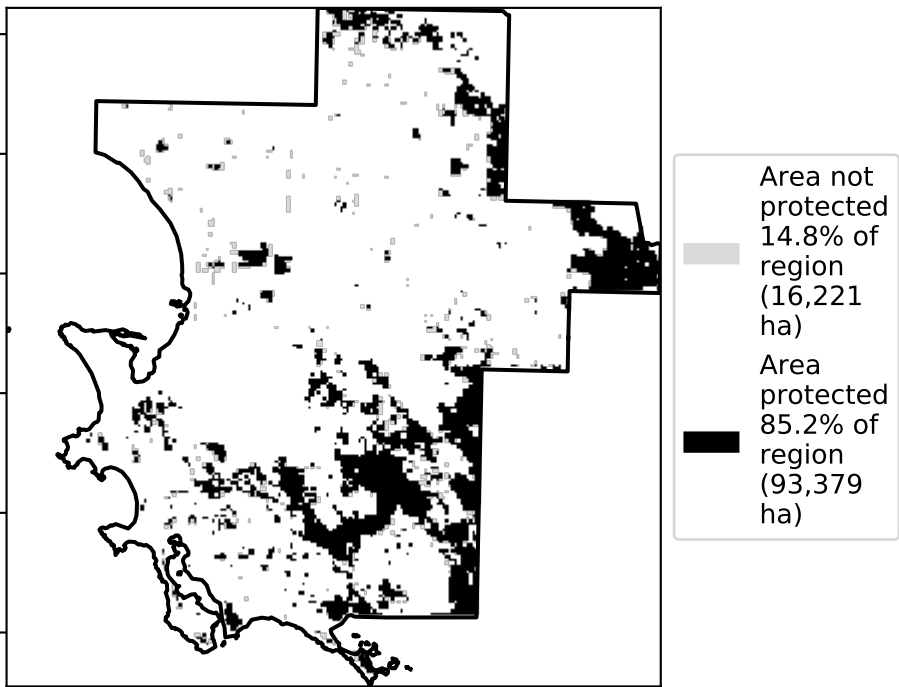 Area not
protected
14.8% of
region
(16,221
ha)
Area
protected
85.2% of
region
(93,379
ha)